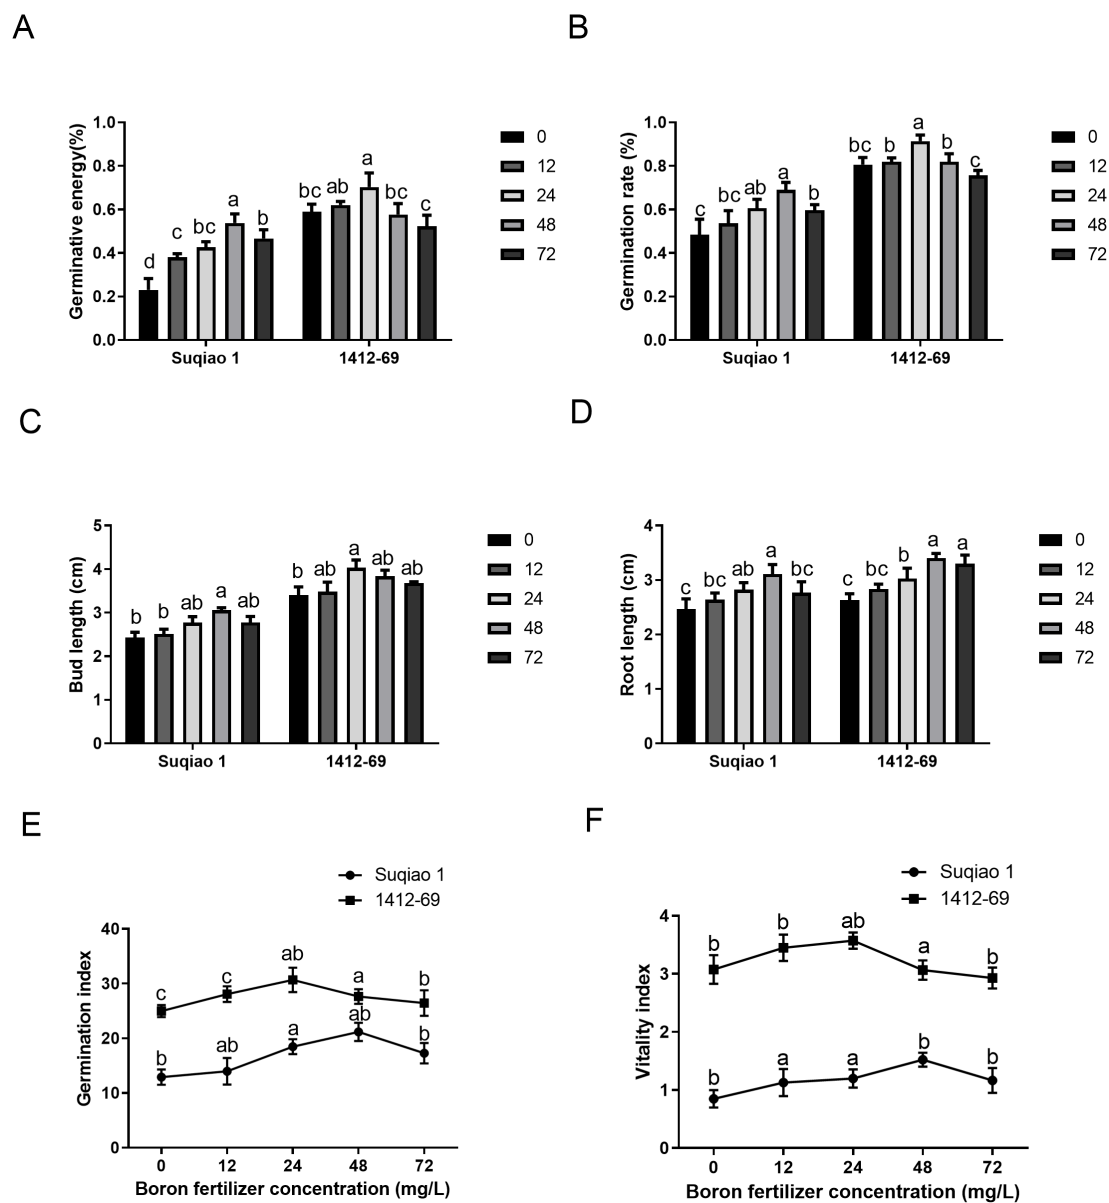 A
Germinative energy(%)
1.0
0.8
0.6
0.4
0.2
0.0
d c bc a b
bc ab a bc c
Suqiao 1
1412-69
0
12
24
48
72
B
Germination rate (%)
1.0
0.8
0.6
0.4
0.2
0.0
c bc ab a b
bc b a b c
Suqiao 1
1412-69
0
12
24
48
72
C
Bud length (cm)
5
4
3
2
1
0
b b ab a ab
b ab a ab ab
Suqiao 1
1412-69
0
12
24
48
72
D
Root length (cm)
4
3
2
1
0
c bc ab a bc
c bc b a a
Suqiao 1
1412-69
0
12
24
48
72
E
Suqiao 1
1412-69
Germination index
40
30
20
10
0
c c ab a b
b ab a ab b
0 12 24 48 72
Boron fertilizer concentration (mg/L)
F
Suqiao 1
1412-69
Vitality index
4
3
2
1
0
b b ab a b
b a a b b
0 12 24 48 72
Boron fertilizer concentration (mg/L)